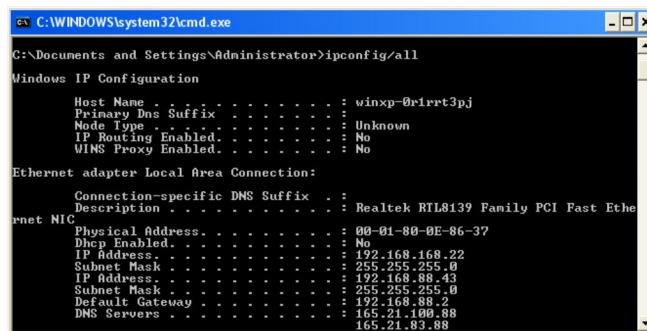 C:\WINDOWS\system32\cmd.exe
C:\Documents and Settings\Administrator>ipconfig/all
Windows IP Configuration
Host Name . . . . . . . . . . . . : winxp-0r1rrt3pj
Primary Dns Suffix . . . . . . . :
Node Type . . . . . . . . . . . . : Unknown
IP Routing Enabled. . . . . . . . : No
WINS Proxy Enabled. . . . . . . . : No
Ethernet adapter Local Area Connection:
Connection-specific DNS Suffix . :
Description . . . . . . . . . . . : Realtek RTL8139 Family PCI Fast Ethe
rnet NIC
Physical Address. . . . . . . . . : 00-01-80-0E-86-37
Dhcp Enabled. . . . . . . . . . . : No
IP Address. . . . . . . . . . . . : 192.168.168.22
Subnet Mask . . . . . . . . . . . : 255.255.255.0
IP Address. . . . . . . . . . . . : 192.168.88.43
Subnet Mask . . . . . . . . . . . : 255.255.255.0
Default Gateway . . . . . . . . . : 192.168.88.2
DNS Servers . . . . . . . . . . . : 165.21.100.88
165.21.83.88